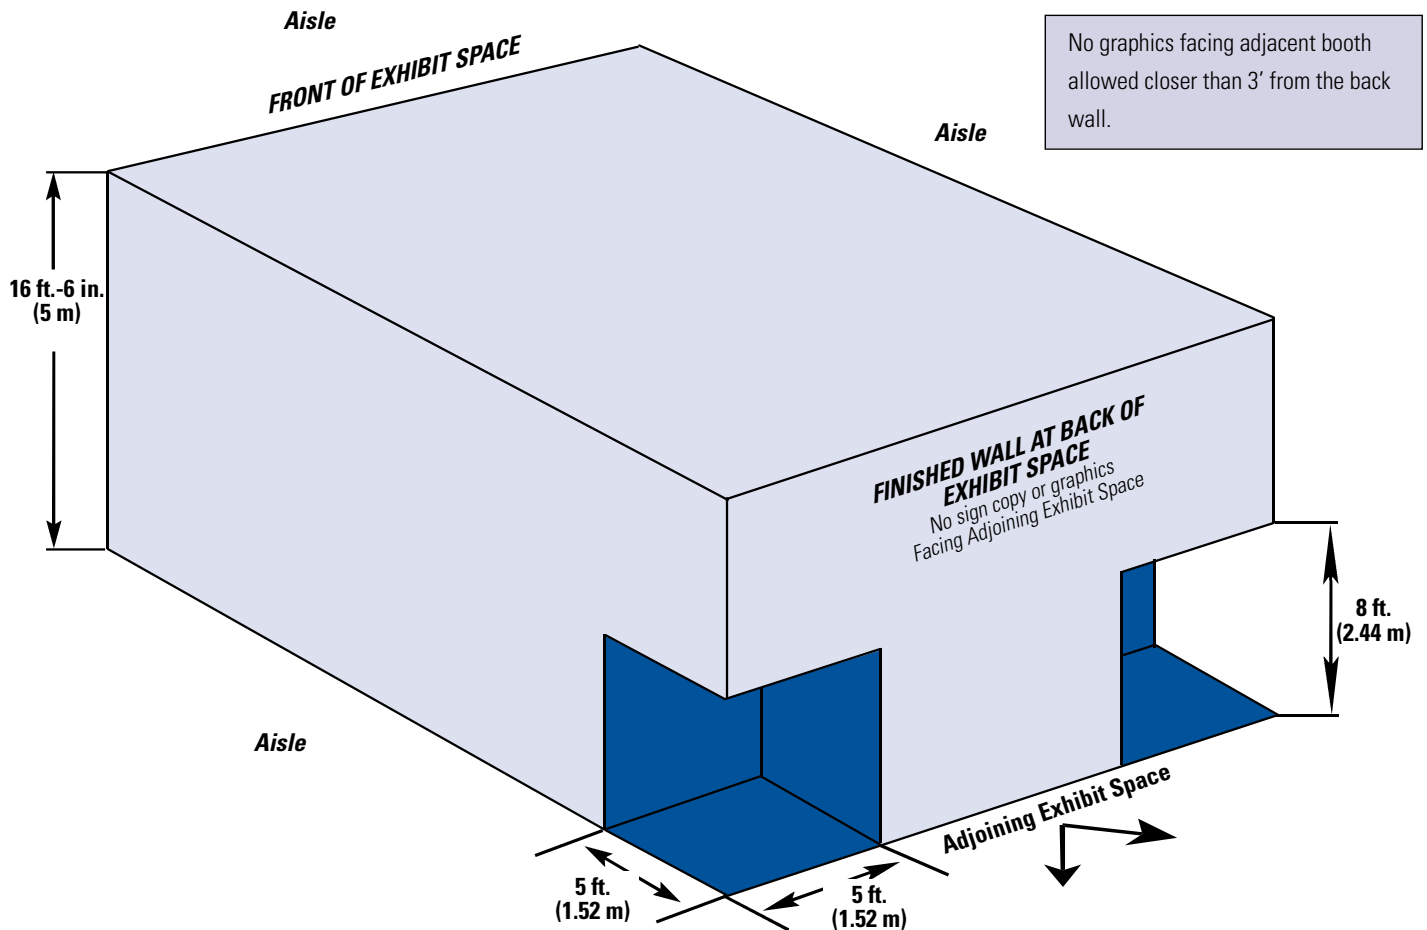 Aisle
FRONT OF EXHIBIT SPACE
No graphics facing adjacent booth
allowed closer than 3’ from the back
wall.
Aisle
16 ft.-6 in.
(5 m)
FINISHED WALL AT BACK OF
EXHIBIT SPACE
No sign copy or graphics
Facing Adjoining Exhibit Space
8 ft.
(2.44 m)
Aisle
Adjoining Exhibit Space
5 ft.
(1.52 m)
5 ft.
(1.52 m)